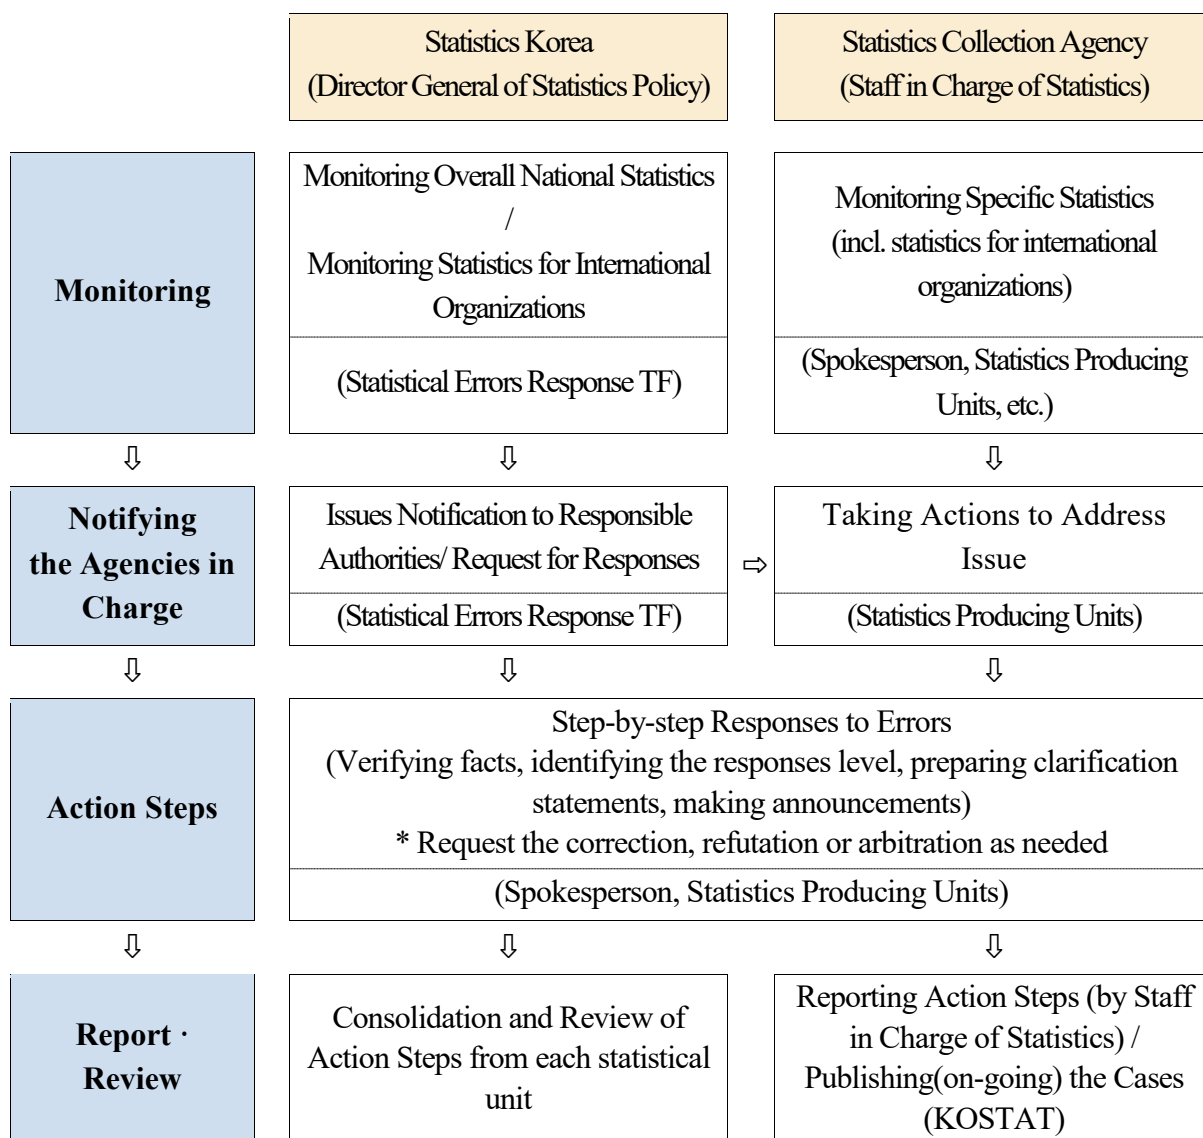 Statistics Korea
(Director General of Statistics Policy)
Statistics Collection Agency
(Staff in Charge of Statistics)
Monitoring
Monitoring Overall National Statistics
/
Monitoring Statistics for International
Organizations
(Statistical Errors Response TF)
Monitoring Specific Statistics
(incl. statistics for international
organizations)
(Spokesperson, Statistics Producing
Units, etc.)
⇩ ⇩ ⇩
Notifying
the Agencies in
Charge
Issues Notification to Responsible
Authorities/ Request for Responses
(Statistical Errors Response TF)
⇨
Taking Actions to Address
Issue
(Statistics Producing Units)
⇩ ⇩ ⇩
Action Steps
Step-by-step Responses to Errors
(Verifying facts, identifying the responses level, preparing clarification
statements, making announcements)
* Request the correction, refutation or arbitration as needed
(Spokesperson, Statistics Producing Units)
⇩ ⇩ ⇩
Report ·
Review
Consolidation and Review of
Action Steps from each statistical
unit
Reporting Action Steps (by Staff
in Charge of Statistics) /
Publishing(on-going) the Cases
(KOSTAT)